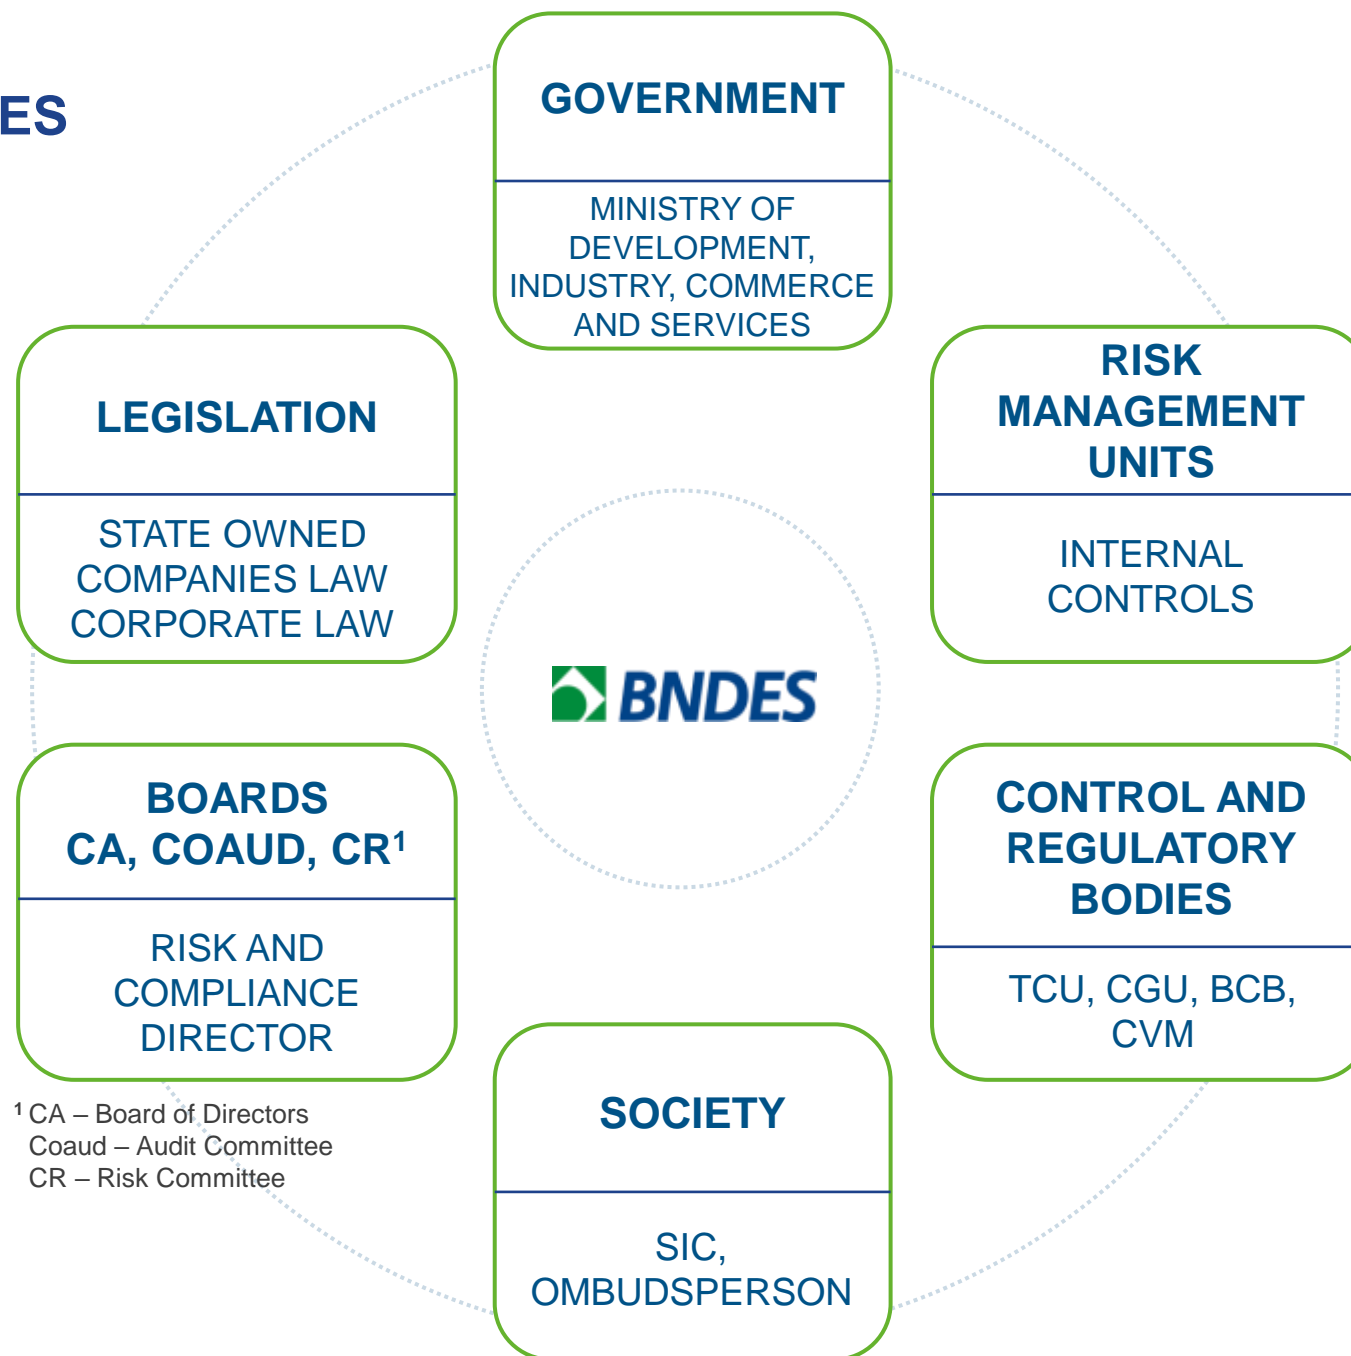 ES
GOVERNMENT
MINISTRY OF
DEVELOPMENT,
INDUSTRY, COMMERCE
AND SERVICES
LEGISLATION
STATE OWNED
COMPANIES LAW
CORPORATE LAW
RISK
MANAGEMENT
UNITS
INTERNAL
CONTROLS
BNDES
BOARDS
CA, COAUD, CR¹
RISK AND
COMPLIANCE
DIRECTOR
CONTROL AND
REGULATORY
BODIES
TCU, CGU, BCB,
CVM
¹ CA – Board of Directors
Coaud – Audit Committee
CR – Risk Committee
SOCIETY
SIC,
OMBUDSPERSON